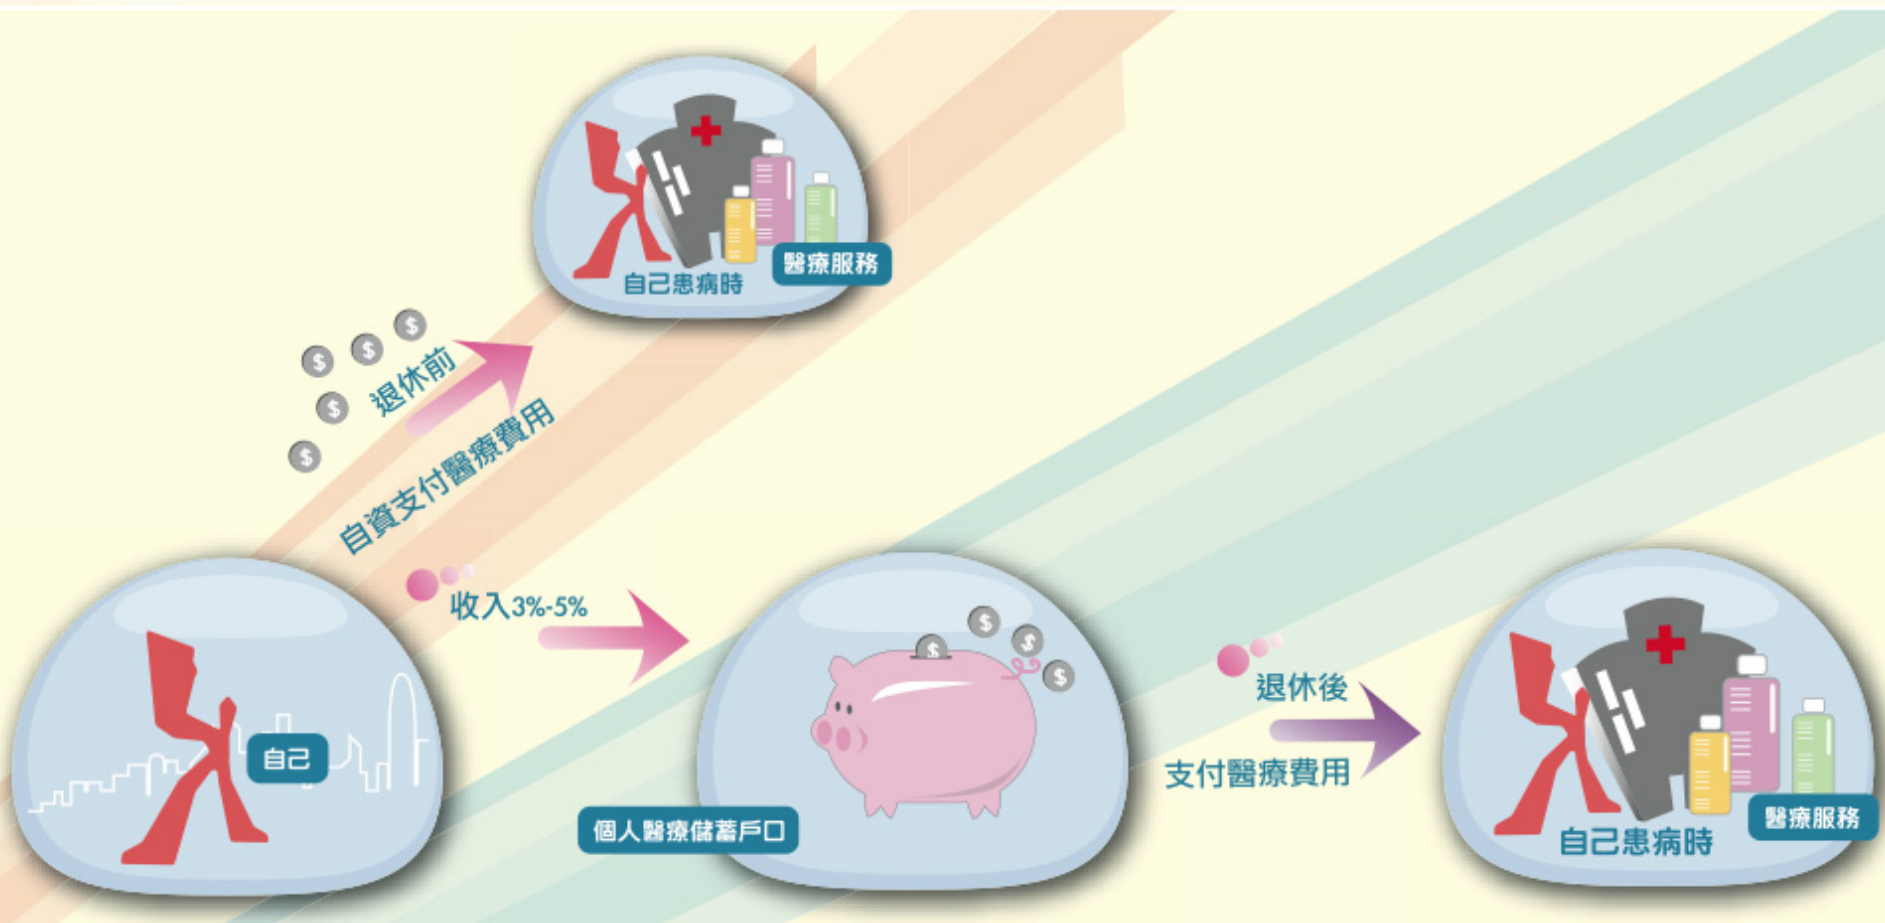 自己患病時
醫療服務
退休前
自資支付醫療費用
收入3%-5%
自己
個人醫療儲蓄戶口
退休後
支付醫療費用
自己患病時
醫療服務